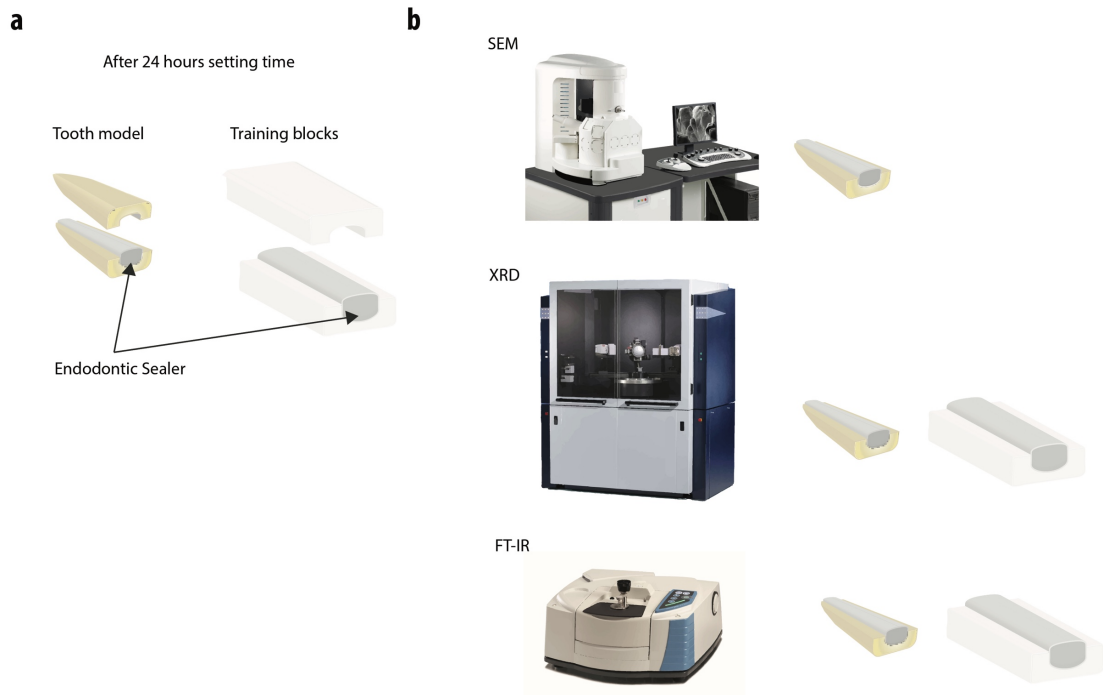 a
After 24 hours setting time
Tooth model
Training blocks
Endodontic Sealer
b
SEM
XRD
FT-IR